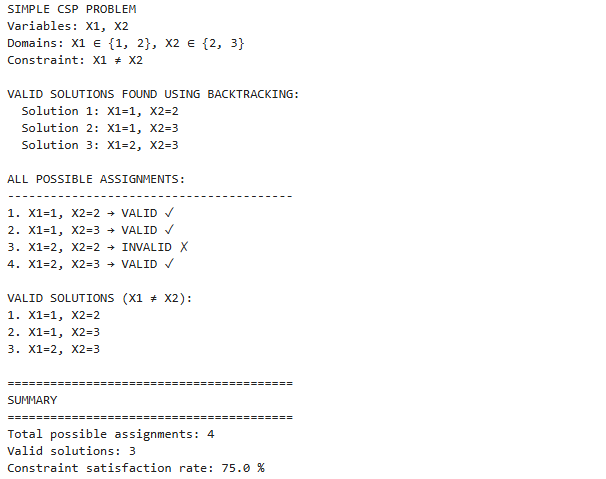 SIMPLE CSP PROBLEM
Variables: X1, X2
Domains: X1 ∈ {1, 2}, X2 ∈ {2, 3}
Constraint: X1 ≠ X2

VALID SOLUTIONS FOUND USING BACKTRACKING:
  Solution 1: X1=1, X2=2
  Solution 2: X1=1, X2=3
  Solution 3: X1=2, X2=3

ALL POSSIBLE ASSIGNMENTS:
----------------------------------------
1. X1=1, X2=2 → VALID ✓
2. X1=1, X2=3 → VALID ✓
3. X1=2, X2=2 → INVALID ✗
4. X1=2, X2=3 → VALID ✓

VALID SOLUTIONS (X1 ≠ X2):
1. X1=1, X2=2
2. X1=1, X2=3
3. X1=2, X2=3

========================================
SUMMARY
========================================
Total possible assignments: 4
Valid solutions: 3
Constraint satisfaction rate: 75.0 %